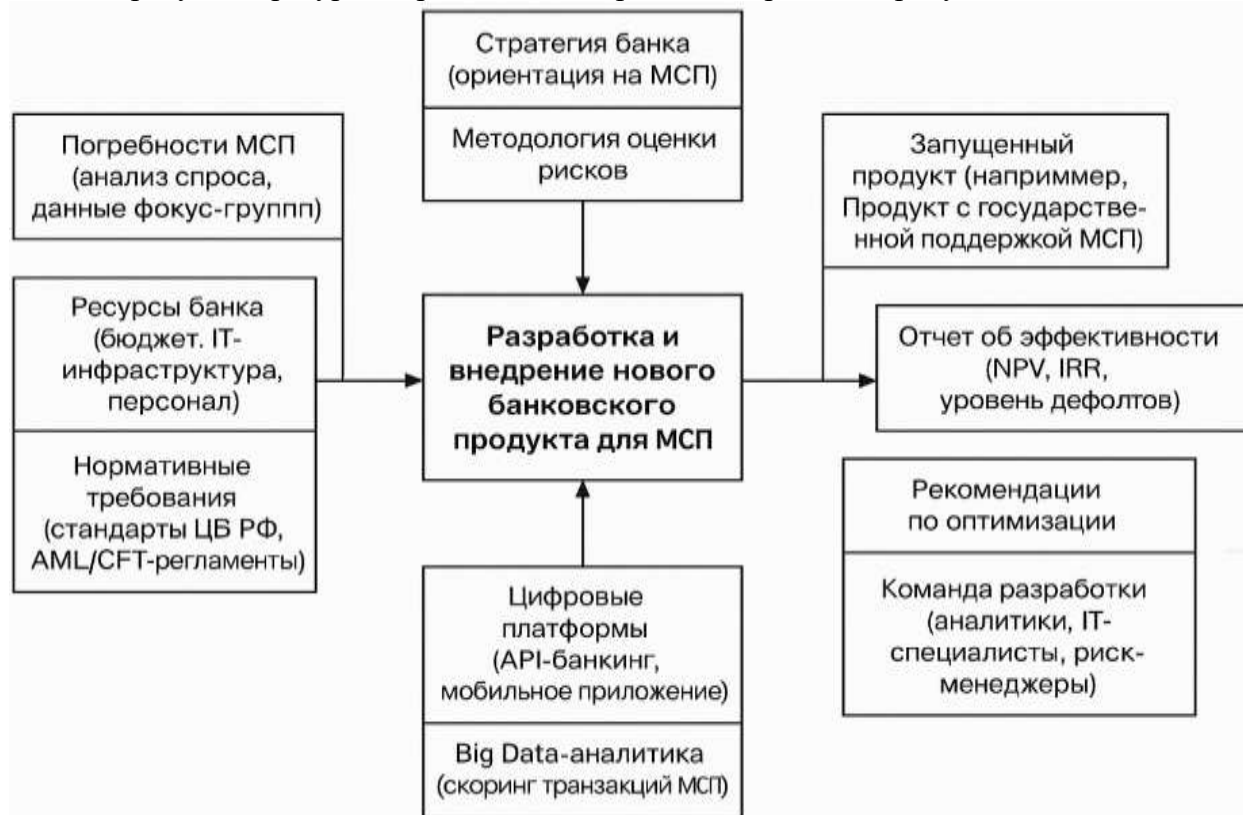 Стратегия банка
(ориентация на МСП)
Методология оценки
рисков
Погребности МСП
(анализ спроса,
данные фокус-групппп)
Ресурсы банка
(бюджет. IT-
инфраструктура,
персонал)
Нормативные
требования
(стандарты ЦБ РФ,
AML/CFT-регламенты)
Разработка и
внедрение нового
банковского
продукта для МСП
Цифровые
платформы
(API-банкинг,
мобильное приложение)
Big Data-аналитика
(скоринг транзакций МСП)
Запущенный
продукт (например,
Продукт с государстве-
нной поддержкой МСП)
Отчет об эффективности
(NPV, IRR,
уровень дефолтов)
Рекомендации
по оптимизации
Команда разработки
(аналитики, IT-
специалисты, риск-
менеджеры)